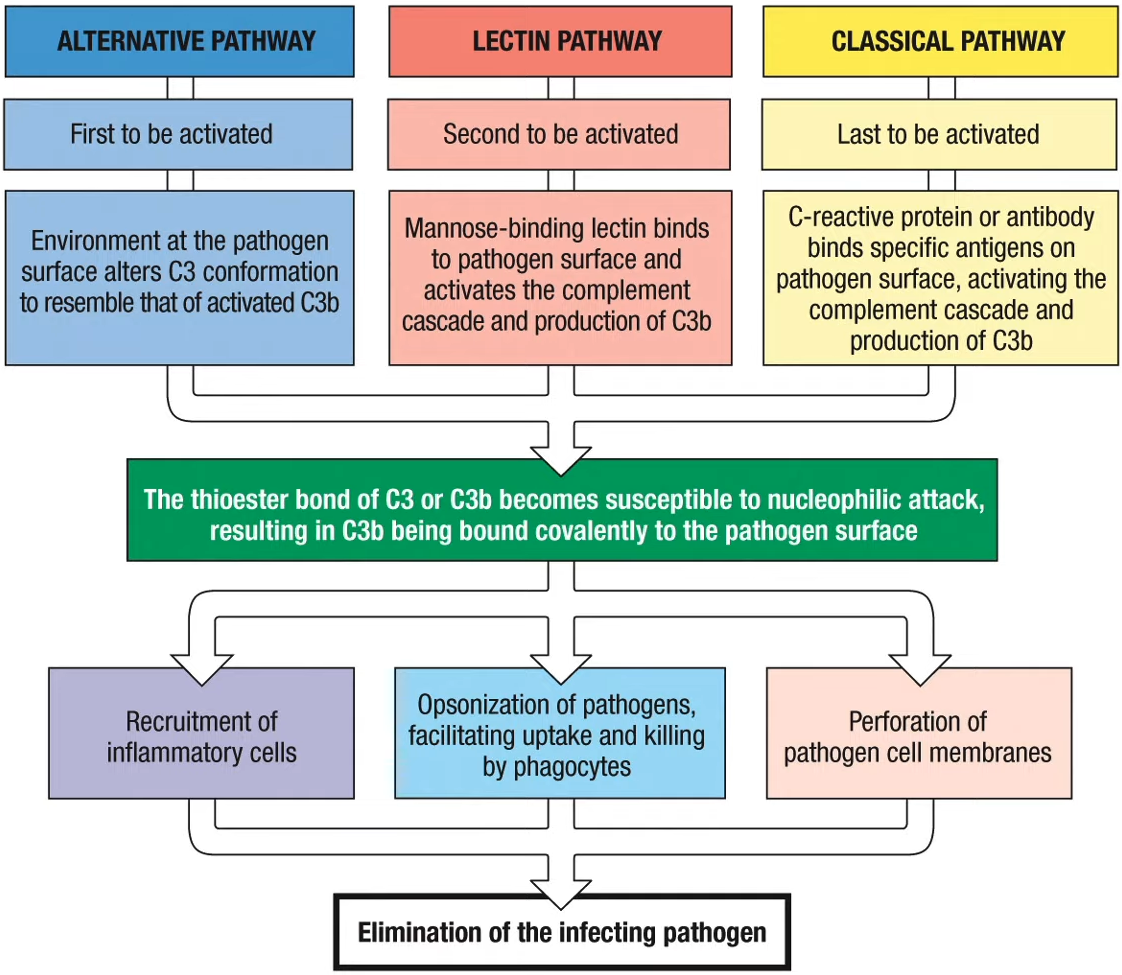 ALTERNATIVE PATHWAY
LECTIN PATHWAY
CLASSICAL PATHWAY
First to be activated
Second to be activated
Last to be activated
Environment at the pathogen
surface alters C3 conformation
to resemble that of activated C3b
Mannose-binding lectin binds
to pathogen surface and
activates the complement
cascade and production of C3b
C-reactive protein or antibody
binds specific antigens on
pathogen surface, activating the
complement cascade and
production of C3b
The thioester bond of C3 or C3b becomes susceptible to nucleophilic attack,
resulting in C3b being bound covalently to the pathogen surface
Recruitment of
inflammatory cells
Opsonization of pathogens,
facilitating uptake and killing
by phagocytes
Perforation of
pathogen cell membranes
Elimination of the infecting pathogen